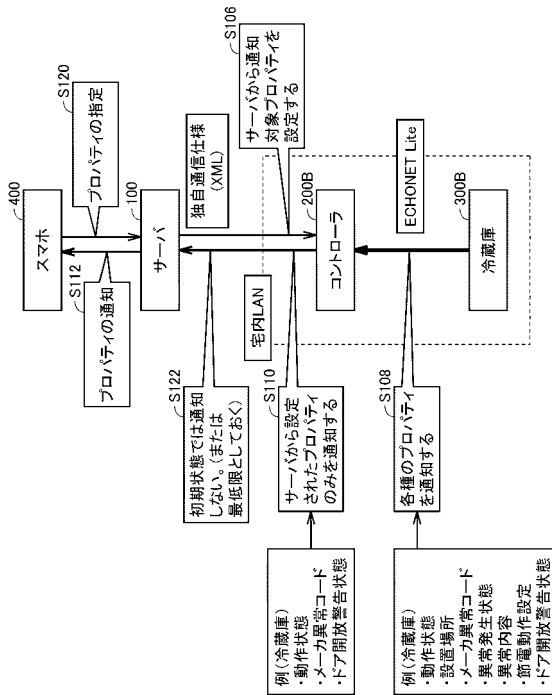 スマホ
400
S120
プロパティの指定
S112
プロパティの通知
サーバ
100
独自通信仕様
(XML)
S106
サーバから通知
対象プロパティを
設定する
S122
初期状態では通知
しない。(または
最低限としておく)
宅内LAN
コントローラ
200B
ECHONET Lite
S110
サーバから設定
されたプロパティ
のみを通知する
例(冷蔵庫)
・動作状態
・メーカ異常コード
・ドア開放警告状態
冷蔵庫
300B
S108
各種のプロパティ
を通知する
例(冷蔵庫)
・動作状態
・設置場所
・メーカ異常コード
・異常発生状態
・異常内容
・節電動作設定
・ドア開放警告状態